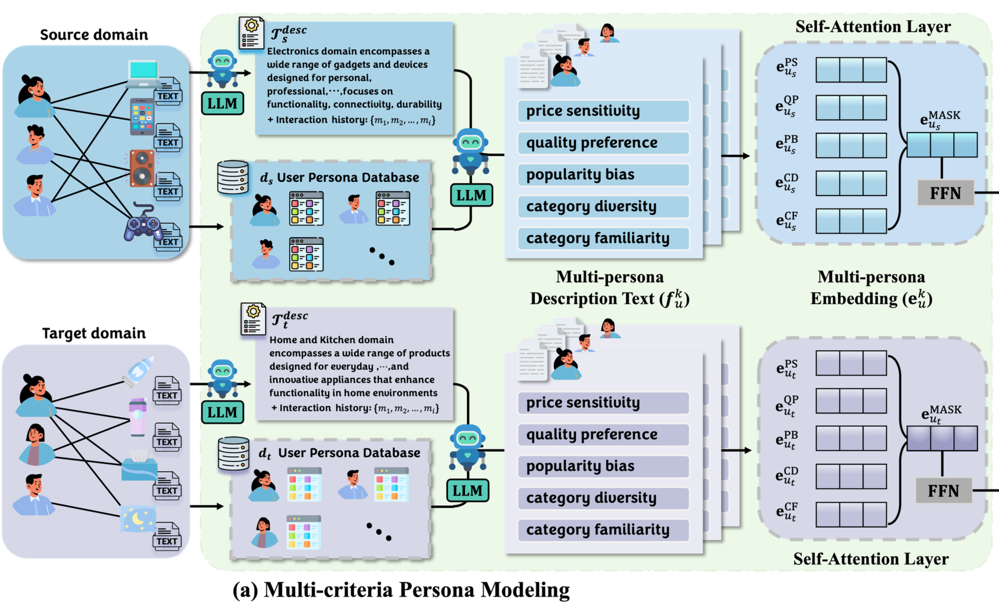 Source domain
TEXT
TEXT
TEXT
TEXT
LLM
𝒯_s^{desc}
Electronics domain encompasses a
wide range of gadgets and devices
designed for personal,
professional,⋯,focuses on
functionality, connectivity, durability
+ Interaction history: {m_1, m_2, ..., m_i}
d_s User Persona Database
LLM
price sensitivity
quality preference
popularity bias
category diversity
category familiarity
Multi-persona
Description Text (f_u^k)
Self-Attention Layer
e_{u_s}^{PS}
e_{u_s}^{QP}
e_{u_s}^{PB}
e_{u_s}^{CD}
e_{u_s}^{CF}
e_{u_s}^{MASK}
FFN
Multi-persona
Embedding (e_u^k)
Target domain
TEXT
TEXT
TEXT
TEXT
LLM
𝒯_t^{desc}
Home and Kitchen domain
encompasses a wide range of products
designed for everyday ,⋯,and
innovative appliances that enhance
functionality in home environments
+ Interaction history: {m_1, m_2, ..., m_i}
d_t User Persona Database
LLM
price sensitivity
quality preference
popularity bias
category diversity
category familiarity
e_{u_t}^{PS}
e_{u_t}^{QP}
e_{u_t}^{PB}
e_{u_t}^{CD}
e_{u_t}^{CF}
e_{u_t}^{MASK}
FFN
Self-Attention Layer
(a) Multi-criteria Persona Modeling